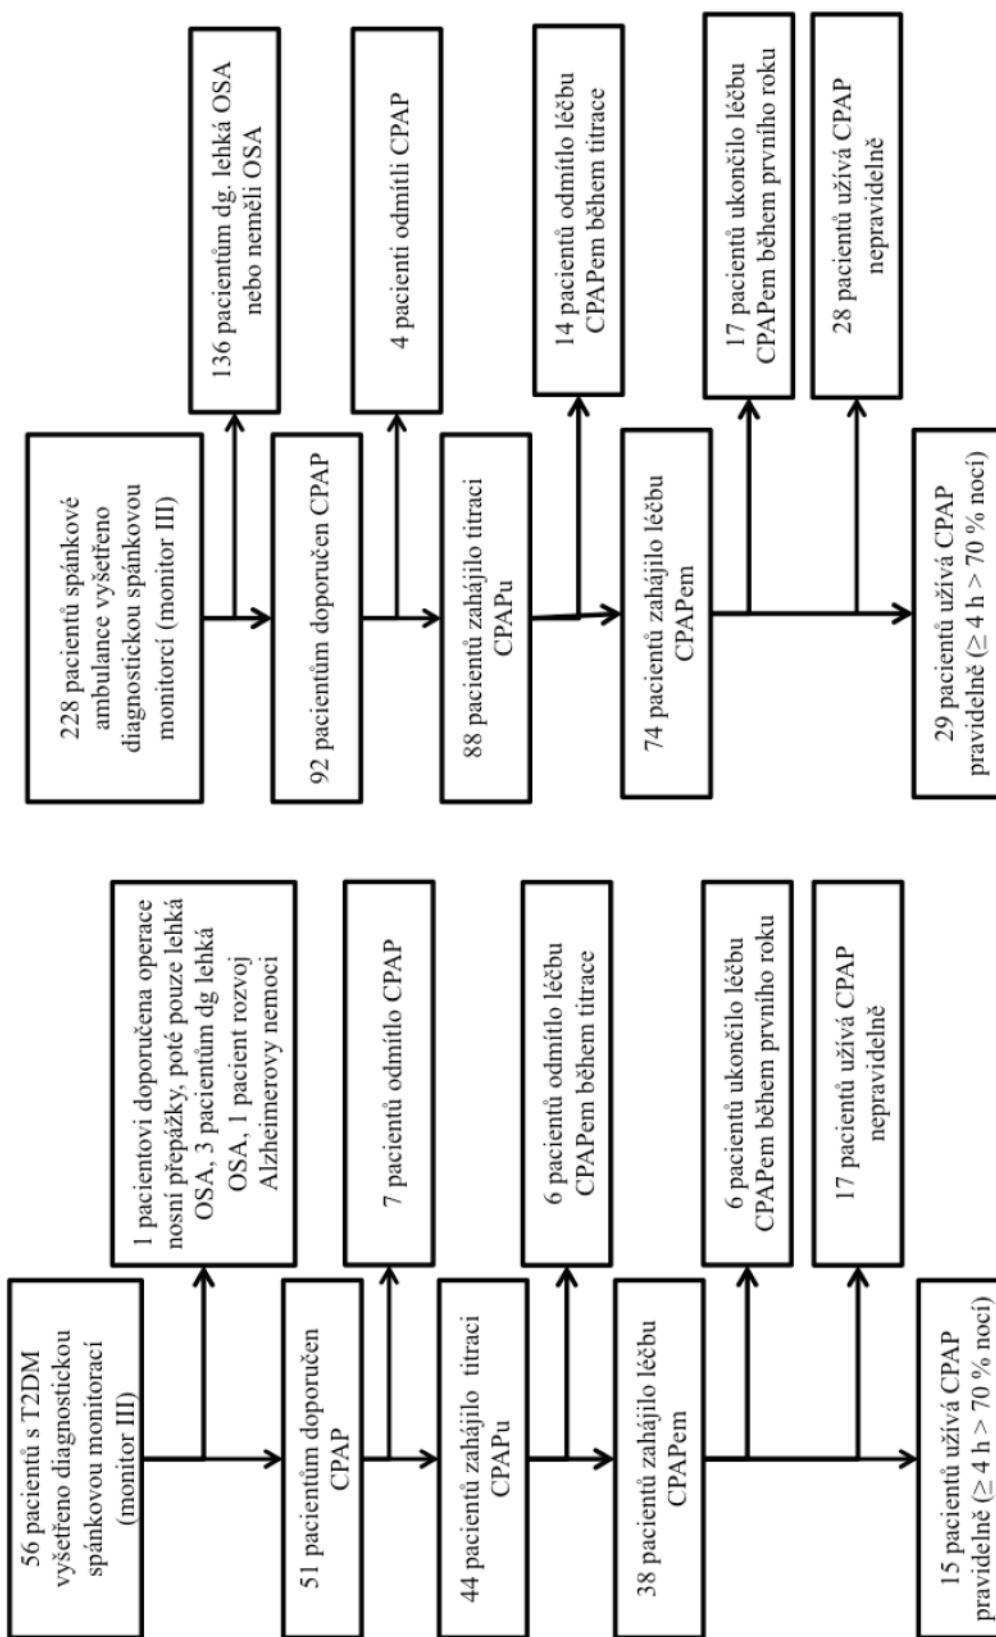 56 pacientů s T2DM
vyšetřeno diagnostickou
spánkovou monitorací
(monitor III)
1 pacientovi doporučena operace
nosní přepážky, poté pouze lehká
OSA, 3 pacientům dg lehká
OSA, 1 pacient rozvoj
Alzheimerovy nemoci
51 pacientům doporučen
CPAP
7 pacientů odmítlo CPAP
44 pacientů zahájilo titraci
CPAPu
6 pacientů odmítlo léčbu
CPAPem během titrace
38 pacientů zahájilo léčbu
CPAPem
6 pacientů ukončilo léčbu
CPAPem během prvního roku
17 pacientů užívá CPAP
nepravidelně
15 pacientů užívá CPAP
pravidelně (≥ 4 h > 70 % nocí)
228 pacientů spánkové
ambulance vyšetřeno
diagnostickou spánkovou
monitorcí (monitor III)
136 pacientům dg. lehká OSA
nebo neměli OSA
92 pacientům doporučen CPAP
4 pacienti odmítli CPAP
88 pacientů zahájilo titraci
CPAPu
14 pacientů odmítlo léčbu
CPAPem během titrace
74 pacientů zahájilo léčbu
CPAPem
17 pacientů ukončilo léčbu
CPAPem během prvního roku
28 pacientů užívá CPAP
nepravidelně
29 pacientů užívá CPAP
pravidelně (≥ 4 h > 70 % nocí)